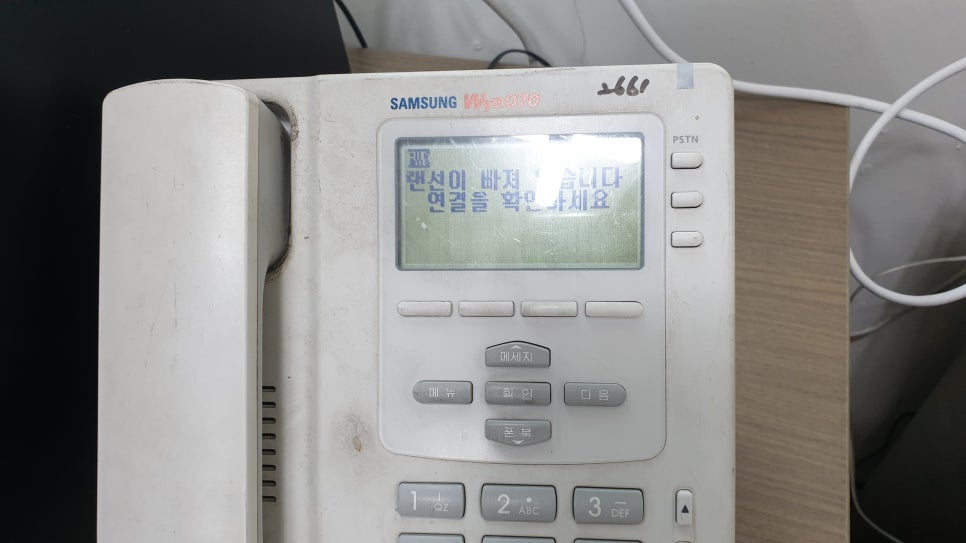 2661
SAMSUNG Wyz070
PSTN
랜선이 빠져 있습니다
연결을 확인하세요
메세지
메뉴 확인 다음
폰북
1 .QZ 2 ABC 3 DEF